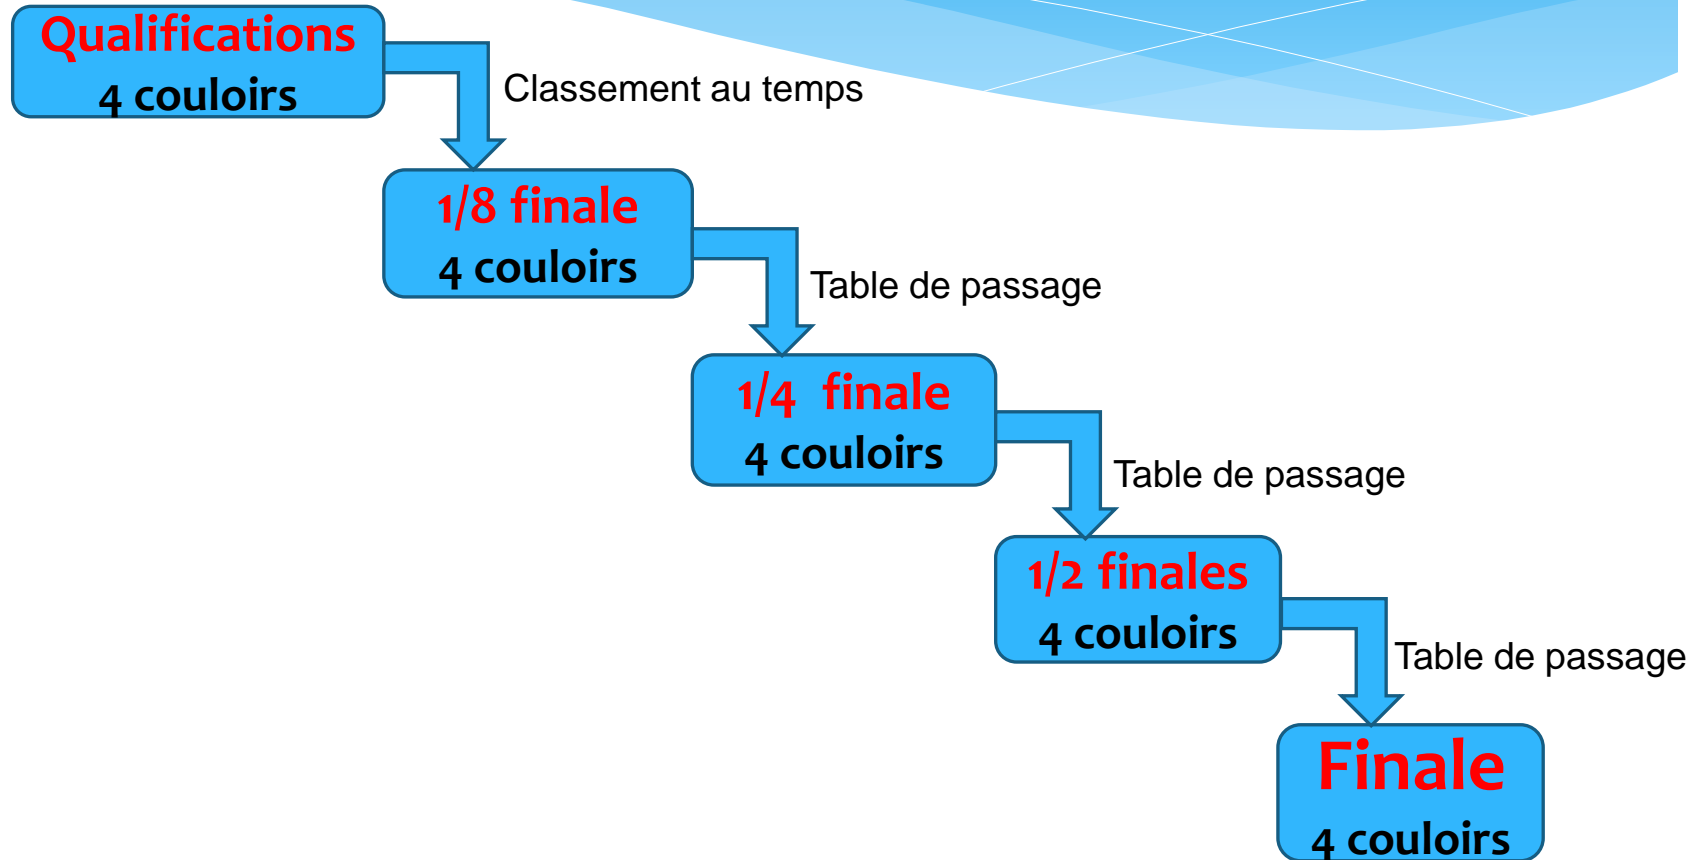 Qualifications
4 couloirs
Classement au temps
1/8 finale
4 couloirs
Table de passage
1/4  finale
4 couloirs
Table de passage
1/2 finales
4 couloirs
Table de passage
Finale
4 couloirs